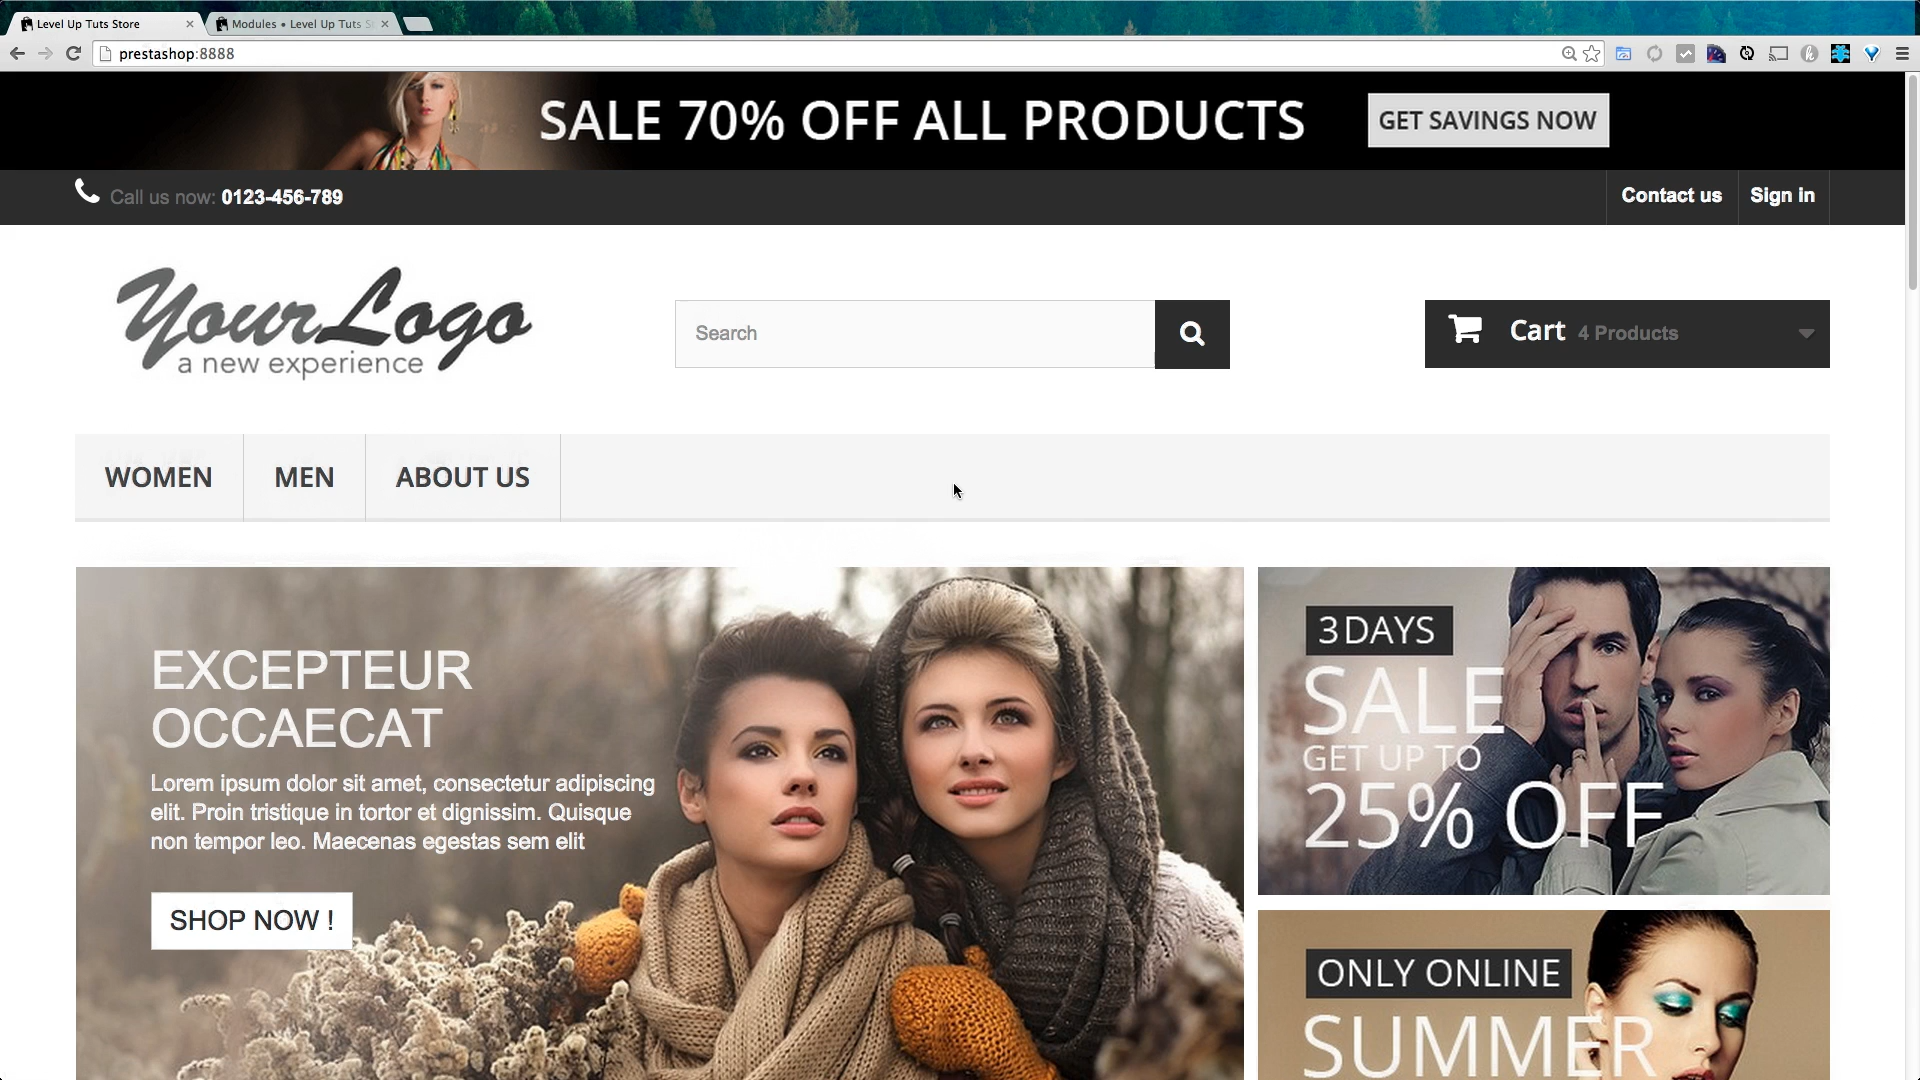 Level Up Tuts Store
Modules • Level Up Tuts S
prestashop:8888
SALE 70% OFF ALL PRODUCTS
GET SAVINGS NOW
Call us now: 0123-456-789
Contact us
Sign in
YourLogo
a new experience
Search
Cart 4 Products
WOMEN
MEN
ABOUT US
EXCEPTEUR
OCCAECAT
Lorem ipsum dolor sit amet, consectetur adipiscing
elit. Proin tristique in tortor et dignissim. Quisque
non tempor leo. Maecenas egestas sem elit
SHOP NOW !
3 DAYS
SALE
GET UP TO
25% OFF
ONLY ONLINE
SUMMER